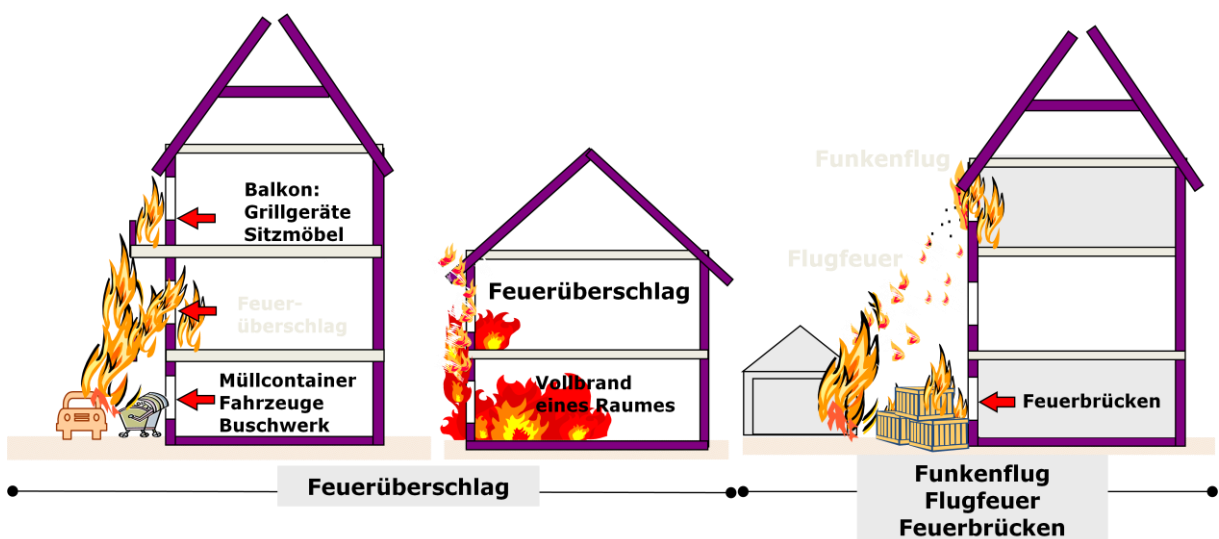 Balkon:
Grillgeräte
Sitzmöbel
Feuer-
überschlag
Müllcontainer
Fahrzeuge
Buschwerk
Feuerüberschlag
Vollbrand
eines Raumes
Funkenflug
Flugfeuer
Feuerbrücken
Feuerüberschlag
Funkenflug
Flugfeuer
Feuerbrücken